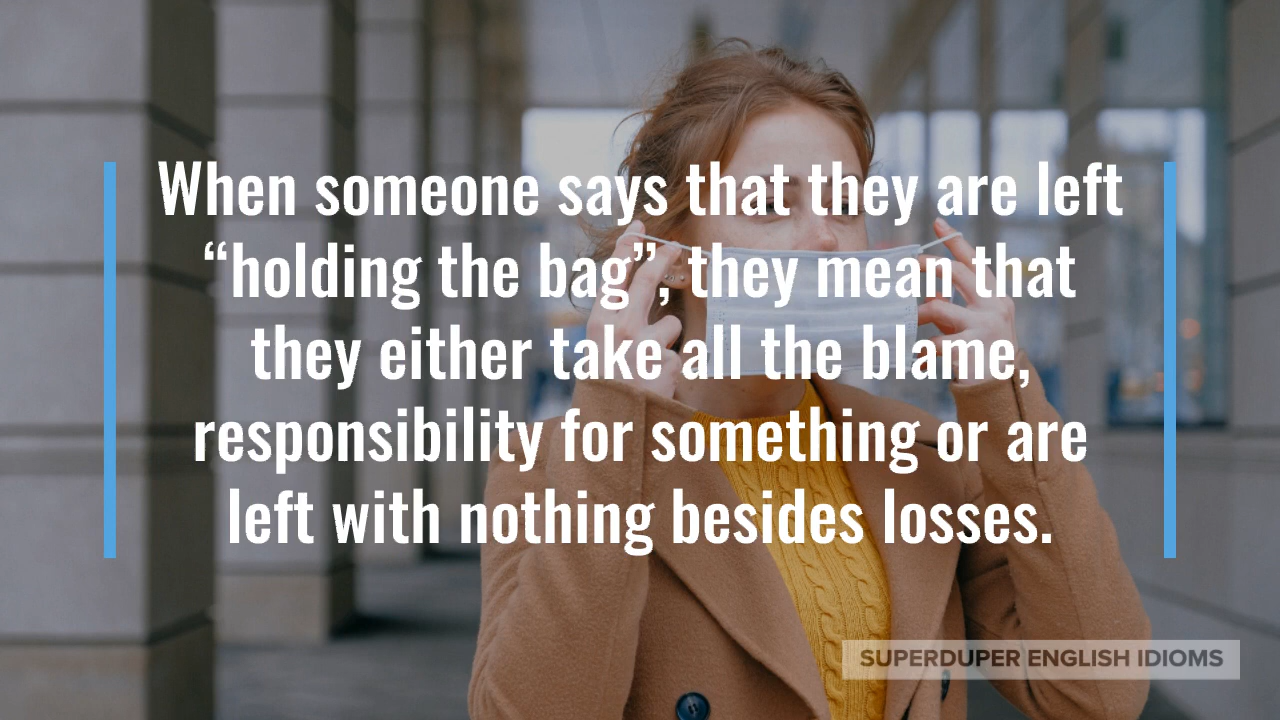 When someone says that they are left
“holding the bag”, they mean that
they either take all the blame,
responsibility for something or are
left with nothing besides losses.
SUPERDUPER ENGLISH IDIOMS